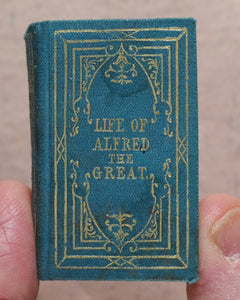 LIFE OF
ALFRED
THE
GREAT.